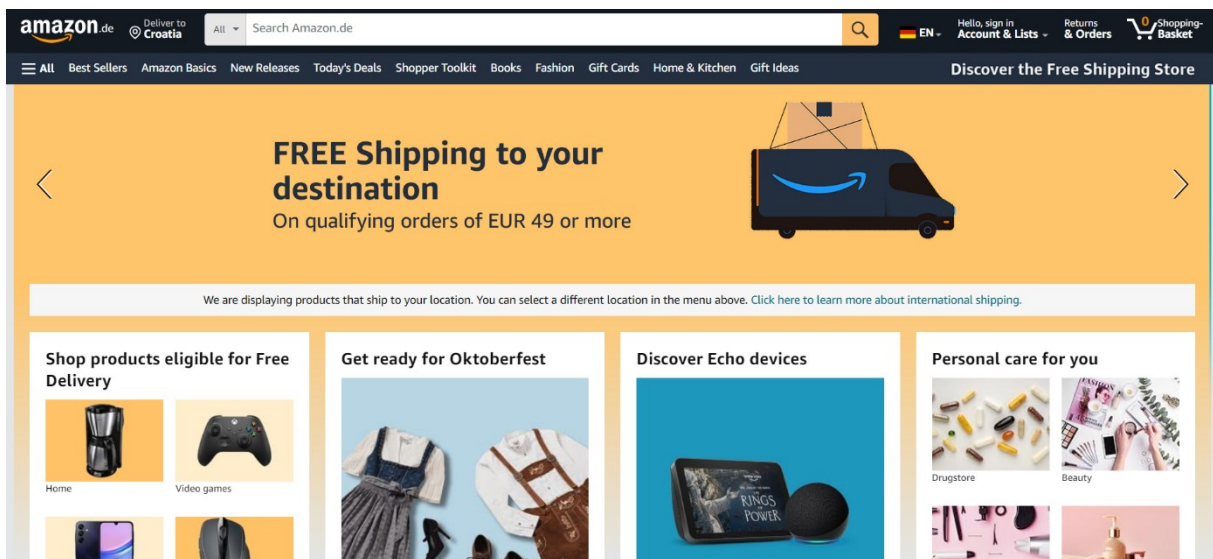 amazon.de
Deliver to
Croatia
All
Search Amazon.de
EN
Hello, sign in
Account & Lists
Returns
& Orders
0
Shopping-
Basket
All
Best Sellers
Amazon Basics
New Releases
Today's Deals
Shopper Toolkit
Books
Fashion
Gift Cards
Home & Kitchen
Gift Ideas
Discover the Free Shipping Store
FREE Shipping to your
destination
On qualifying orders of EUR 49 or more
We are displaying products that ship to your location. You can select a different location in the menu above. Click here to learn more about international shipping.
Shop products eligible for Free
Delivery
Home
Video games
Get ready for Oktoberfest
Discover Echo devices
RINGS
OF
POWER
Personal care for you
FASHION
Drugstore
Beauty